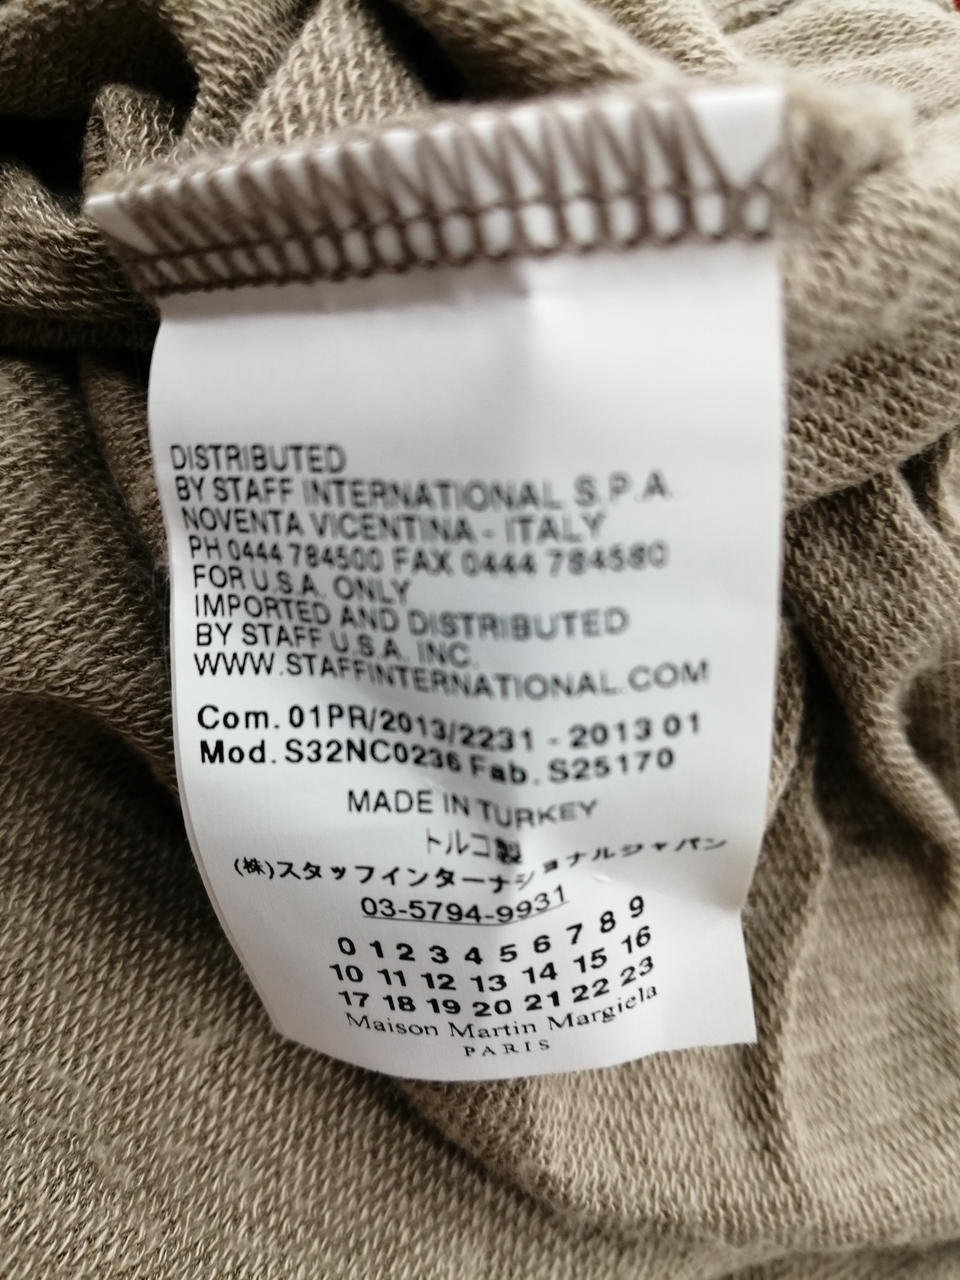 DISTRIBUTED
BY STAFF INTERNATIONAL S.P.A.
NOVENTA VICENTINA - ITALY
PH 0444 784500 FAX 0444 784580
FOR U.S.A. ONLY
IMPORTED AND DISTRIBUTED
BY STAFF U.S.A. INC.
WWW.STAFFINTERNATIONAL.COM
Com. 01PR/2013/2231 - 2013 01
Mod. S32NC0236 Fab. S25170
MADE IN TURKEY
トルコ製
(株)スタッフインターナショナルジャパン
03-5794-9931
0 1 2 3 4 5 6 7 8 9
10 11 12 13 14 15 16
17 18 19 20 21 22 23
Maison Martin Margiela
PARIS